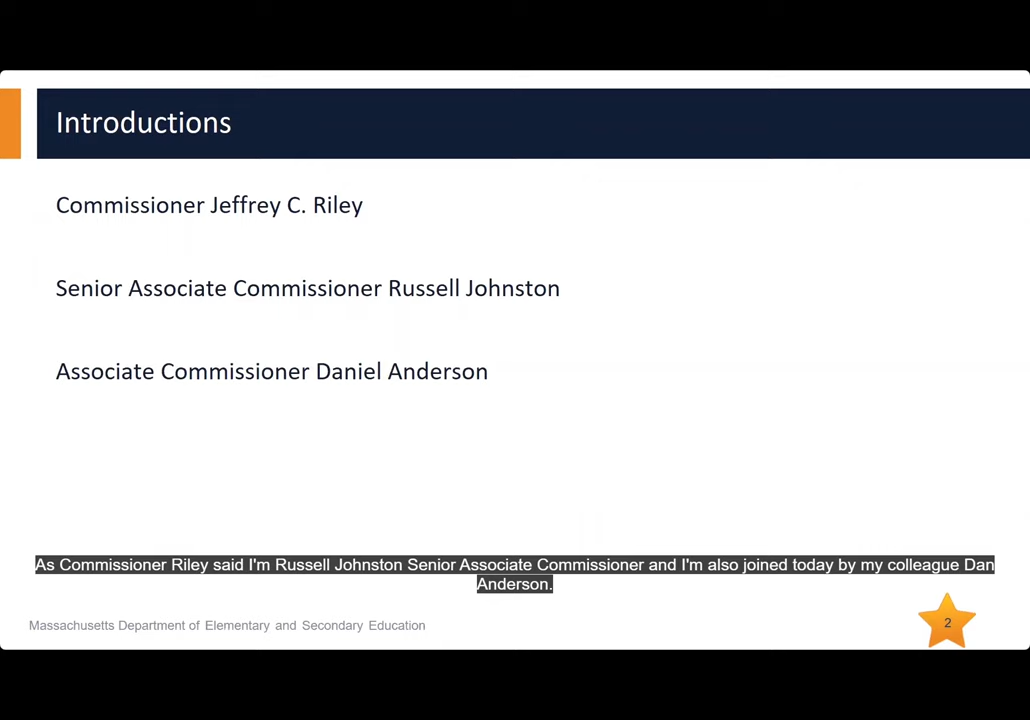 Introductions
Commissioner Jeffrey C. Riley
Senior Associate Commissioner Russell Johnston
Associate Commissioner Daniel Anderson
As Commissioner Riley said I'm Russell Johnston Senior Associate Commissioner and I'm also joined today by my colleague Dan
Anderson.
Massachusetts Department of Elementary and Secondary Education
2